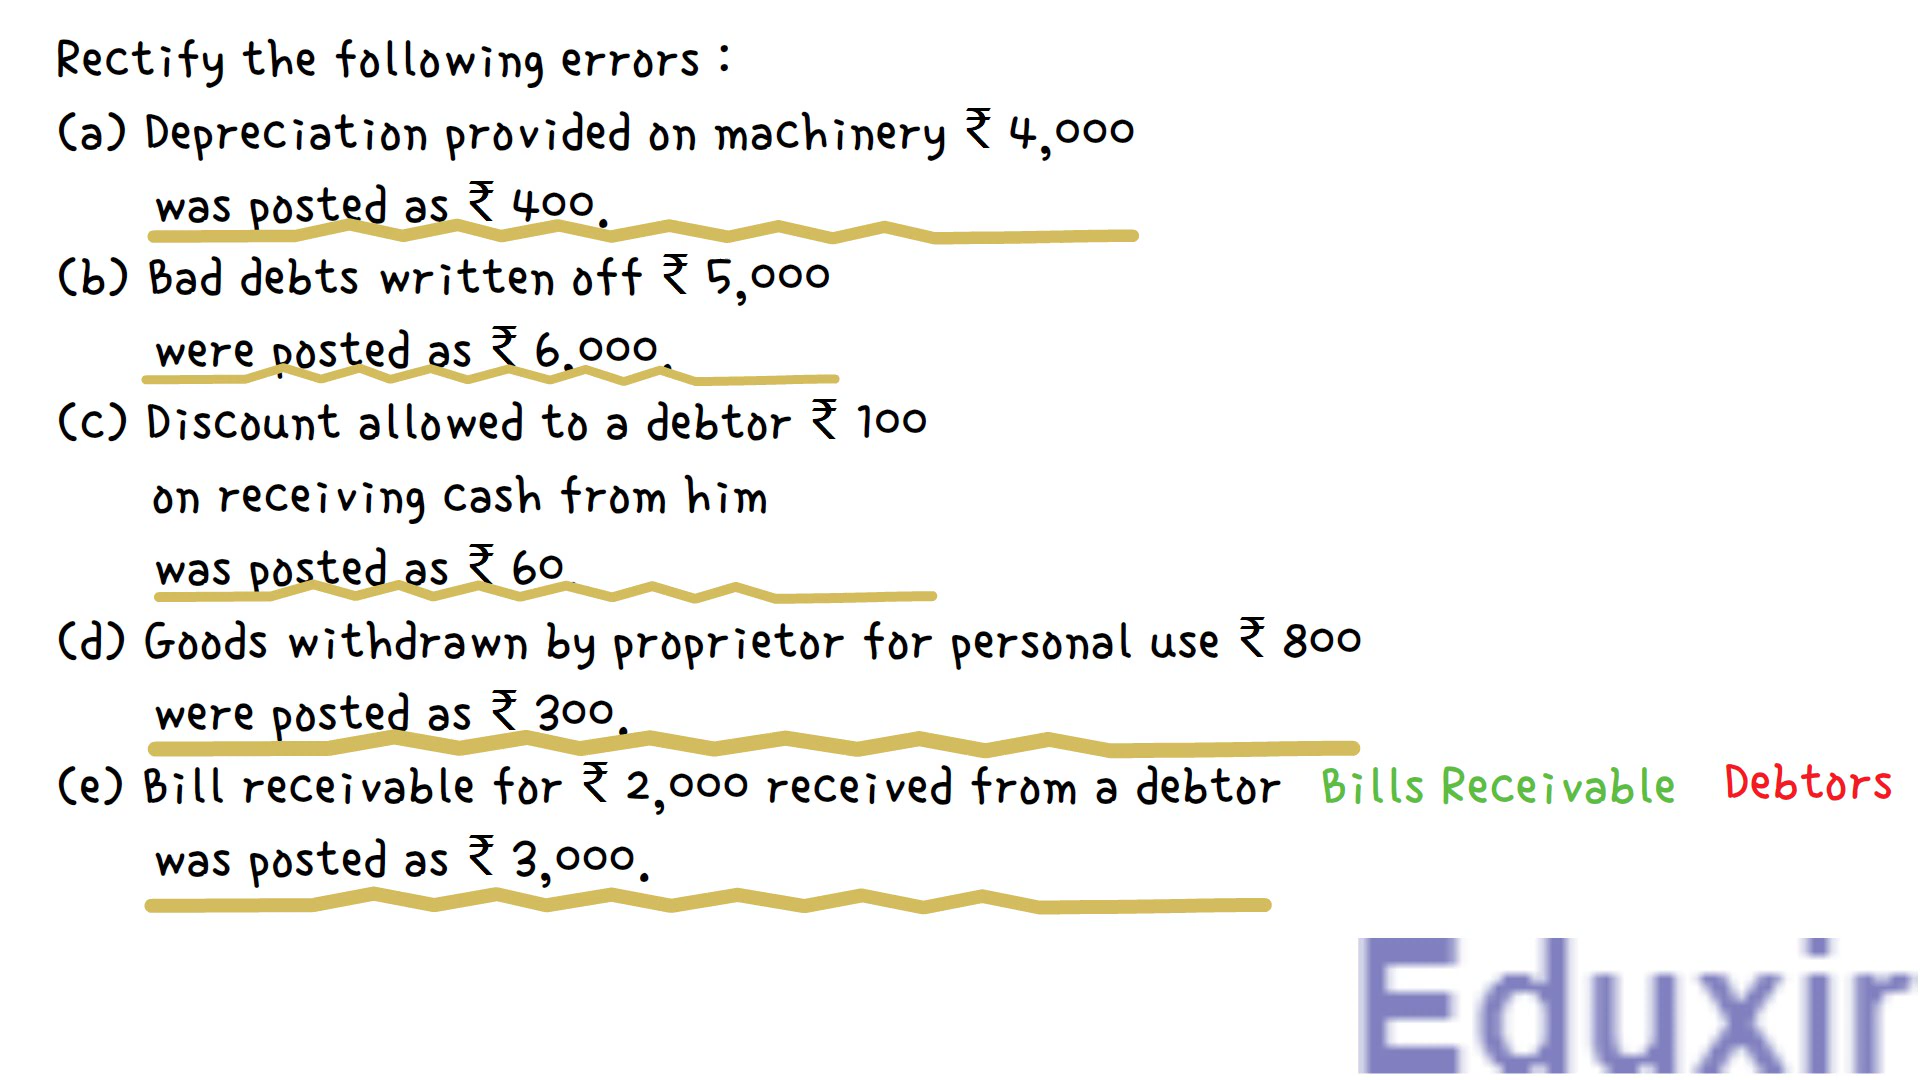 Rectify the following errors :
(a) Depreciation provided on machinery ₹ 4,000
was posted as ₹ 400.
(b) Bad debts written off ₹ 5,000
were posted as ₹ 6,000.
(c) Discount allowed to a debtor ₹ 100
on receiving cash from him
was posted as ₹ 60.
(d) Goods withdrawn by proprietor for personal use ₹ 800
were posted as ₹ 300.
(e) Bill receivable for ₹ 2,000 received from a debtor Bills Receivable Debtors
was posted as ₹ 3,000.
Eduxir